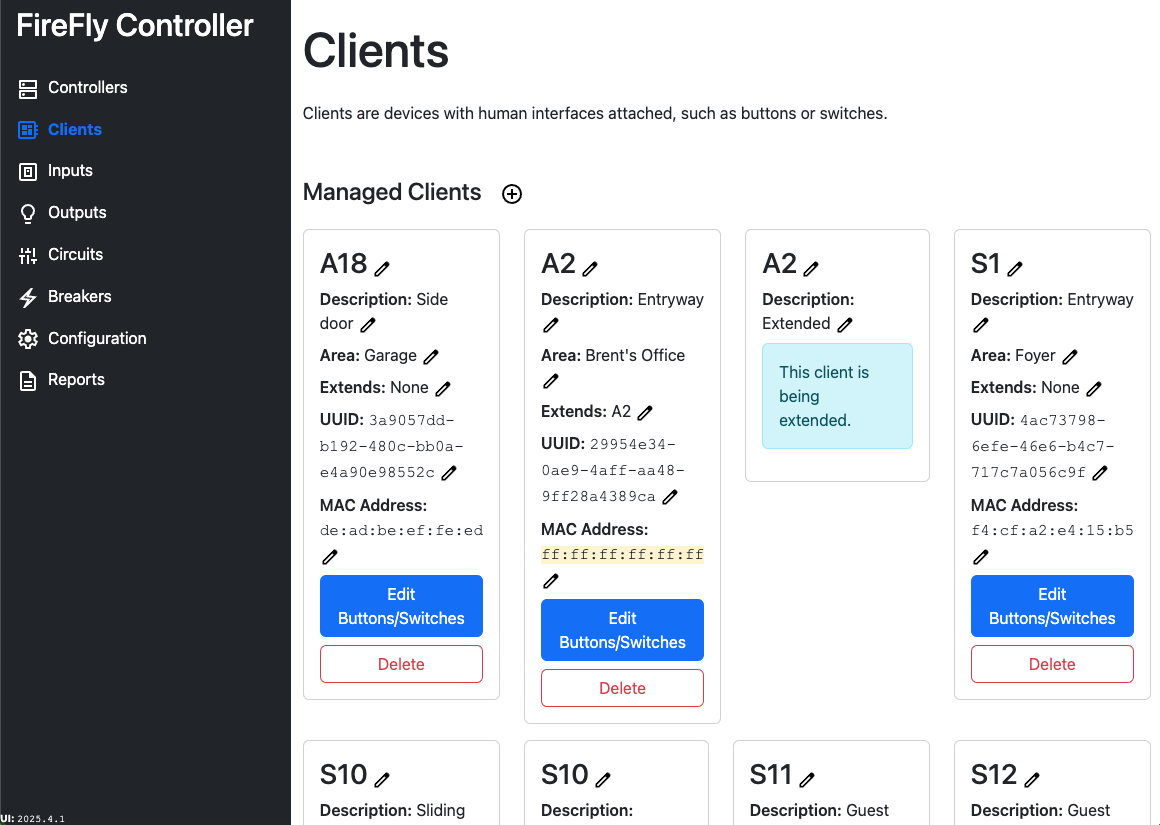 FireFly Controller
Controllers
Clients
Inputs
Outputs
Circuits
Breakers
Configuration
Reports
UI: 2025.4.1
Clients
Clients are devices with human interfaces attached, such as buttons or switches.
Managed Clients
A18
Description: Side
door
Area: Garage
Extends: None
UUID: 3a9057dd-
b192-480c-bb0a-
e4a90e98552c
MAC Address:
de:ad:be:ef:fe:ed
Edit
Buttons/Switches
Delete
A2
Description: Entryway
Area: Brent's Office
Extends: A2
UUID: 29954e34-
0ae9-4aff-aa48-
9ff28a4389ca
MAC Address:
ff:ff:ff:ff:ff:ff
Edit
Buttons/Switches
Delete
A2
Description:
Extended
This client is
being
extended.
S1
Description: Entryway
Area: Foyer
Extends: None
UUID: 4ac73798-
6efe-46e6-b4c7-
717c7a056c9f
MAC Address:
f4:cf:a2:e4:15:b5
Edit
Buttons/Switches
Delete
S10
Description: Sliding
S10
Description:
S11
Description: Guest
S12
Description: Guest